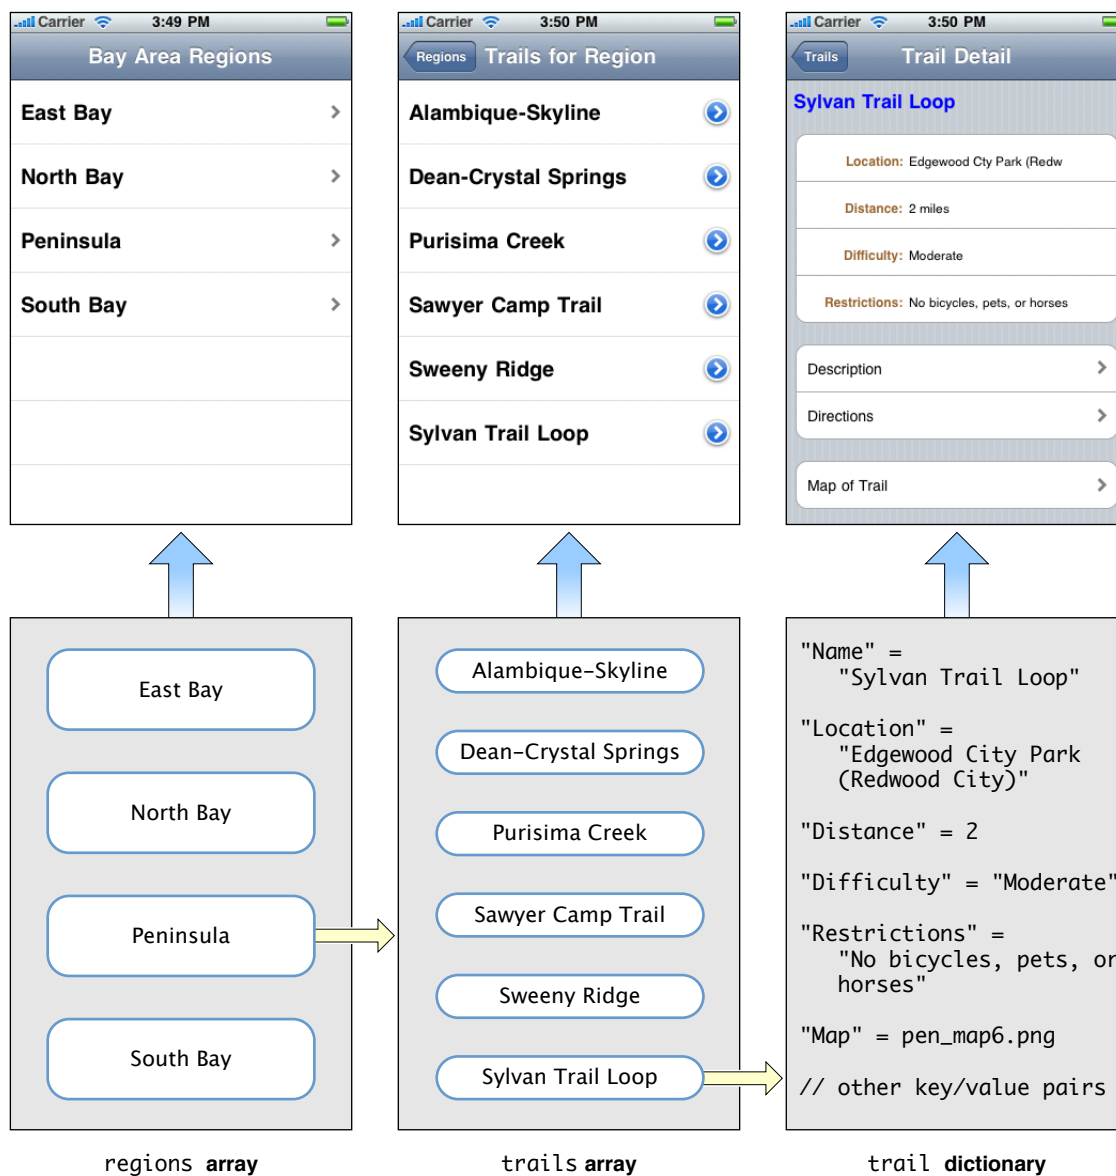 Carrier 3:49 PM
Bay Area Regions
East Bay
North Bay
Peninsula
South Bay
Carrier 3:50 PM
Regions Trails for Region
Alambique-Skyline
Dean-Crystal Springs
Purisima Creek
Sawyer Camp Trail
Sweeny Ridge
Sylvan Trail Loop
Carrier 3:50 PM
Trails Trail Detail
Sylvan Trail Loop
Location: Edgewood Cty Park (Redw
Distance: 2 miles
Difficulty: Moderate
Restrictions: No bicycles, pets, or horses
Description
Directions
Map of Trail
East Bay
North Bay
Peninsula
South Bay
regions array
Alambique-Skyline
Dean-Crystal Springs
Purisima Creek
Sawyer Camp Trail
Sweeny Ridge
Sylvan Trail Loop
trails array
"Name" =
"Sylvan Trail Loop"
"Location" =
"Edgewood City Park
(Redwood City)"
"Distance" = 2
"Difficulty" = "Moderate"
"Restrictions" =
"No bicycles, pets, or
horses"
"Map" = pen_map6.png
// other key/value pairs
trail dictionary